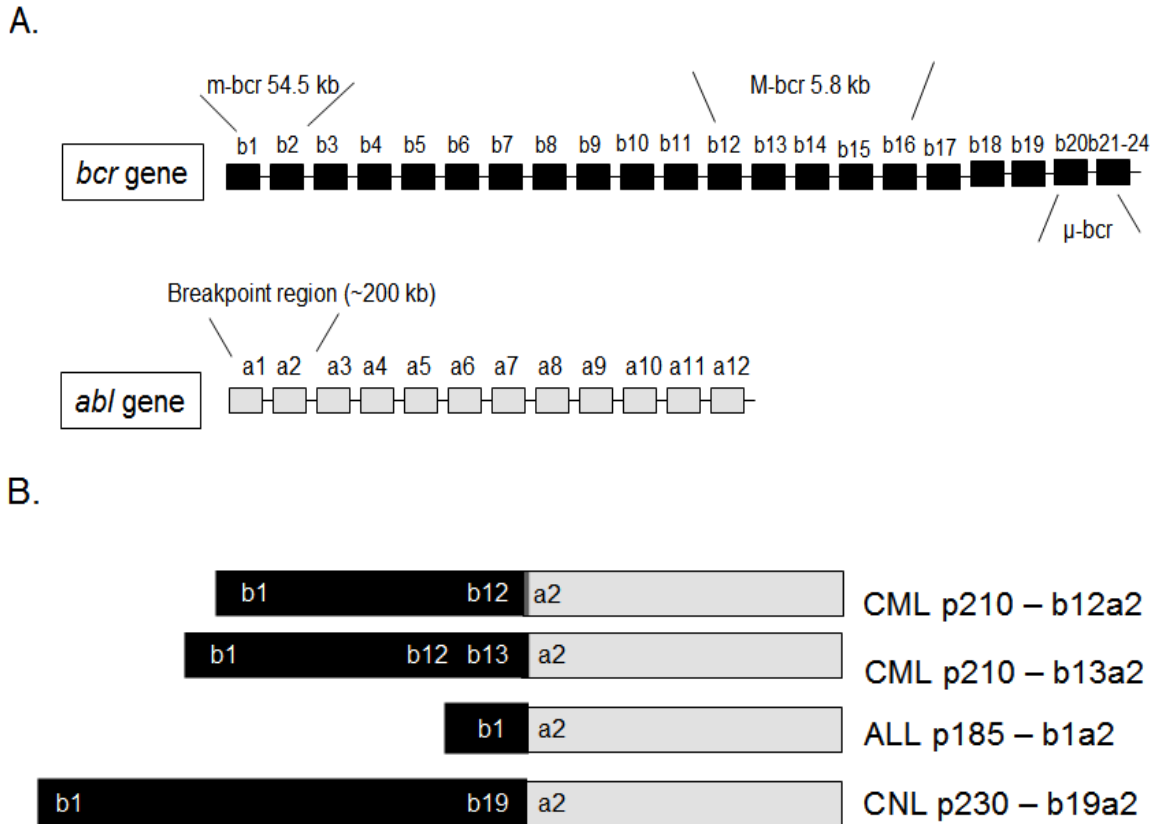 A.
m-bcr 54.5 kb M-bcr 5.8 kb
b1 b2 b3 b4 b5 b6 b7 b8 b9 b10 b11 b12 b13 b14 b15 b16 b17 b18 b19 b20b21-24
bcr gene
μ-bcr
Breakpoint region (~200 kb)
a1 a2 a3 a4 a5 a6 a7 a8 a9 a10 a11 a12
abl gene
B.
b1 b12 a2 CML p210 – b12a2
b1 b12 b13 a2 CML p210 – b13a2
b1 a2 ALL p185 – b1a2
b1 b19 a2 CNL p230 – b19a2